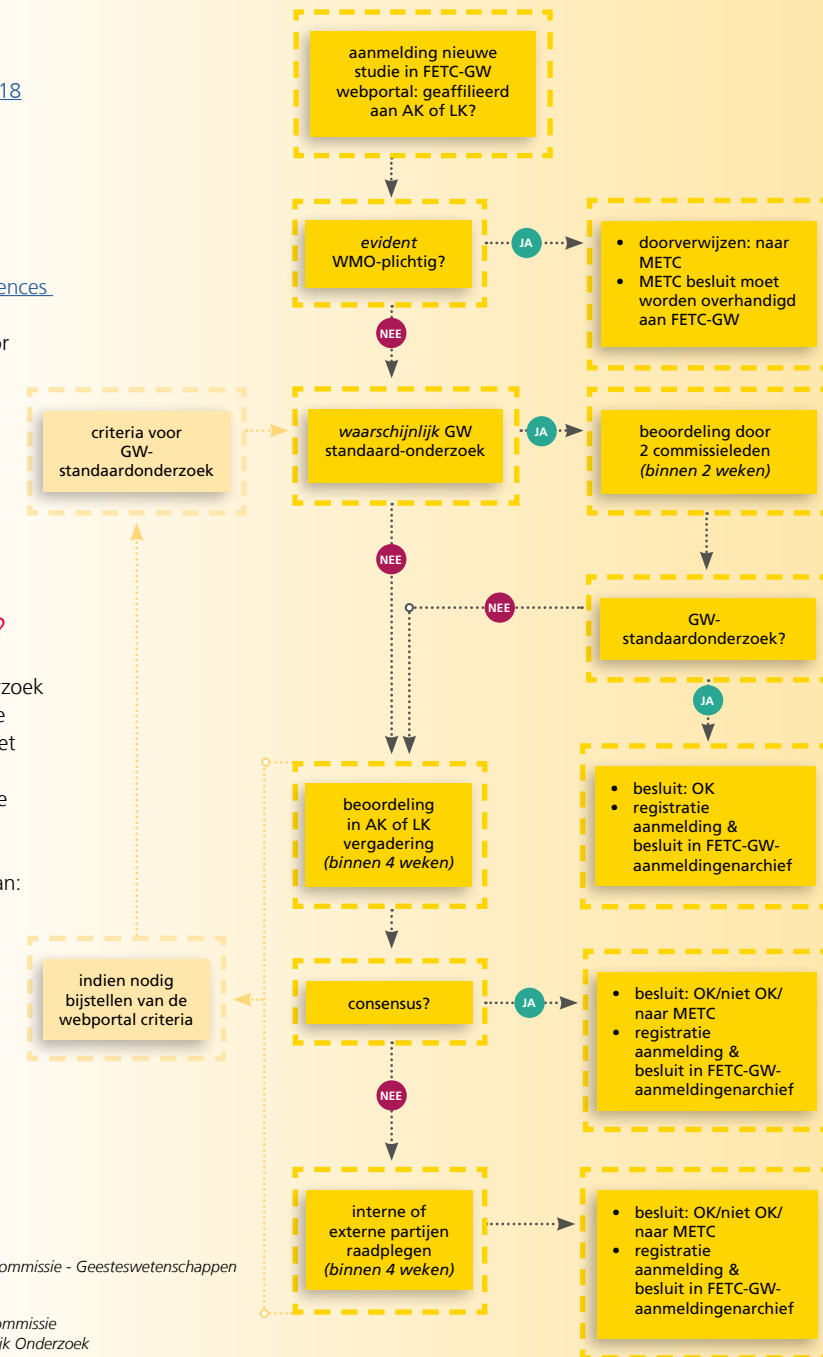 18
ences
or
?
zoek
e
et
e
an:
ommissie - Geesteswetenschappen
ommissie
jk Onderzoek
aanmelding nieuwe
studie in FETC-GW
webportal: geaffilieerd
aan AK of LK?
evident
WMO-plichtig?
JA
• doorverwijzen: naar
METC
• METC besluit moet
worden overhandigd
aan FETC-GW
NEE
criteria voor
GW-
standaardonderzoek
waarschijnlijk GW
standaard-onderzoek
JA
beoordeling door
2 commissieleden
(binnen 2 weken)
NEE
NEE
GW-
standaardonderzoek?
JA
beoordeling
in AK of LK
vergadering
(binnen 4 weken)
• besluit: OK
• registratie
aanmelding &
besluit in FETC-GW-
aanmeldingenarchief
indien nodig
bijstellen van de
webportal criteria
consensus?
JA
• besluit: OK/niet OK/
naar METC
• registratie
aanmelding &
besluit in FETC-GW-
aanmeldingenarchief
NEE
interne of
externe partijen
raadplegen
(binnen 4 weken)
• besluit: OK/niet OK/
naar METC
• registratie
aanmelding &
besluit in FETC-GW-
aanmeldingenarchief